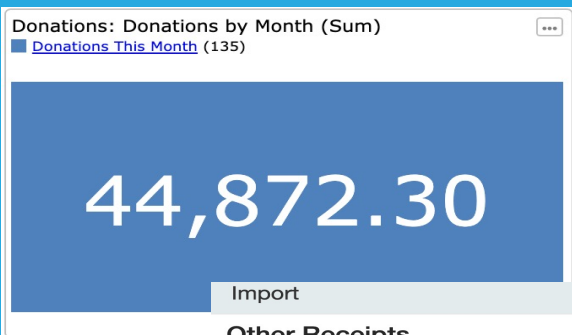 Donations: Donations by Month (Sum)
Donations This Month (135)
44,872.30
Import
Other Receipts